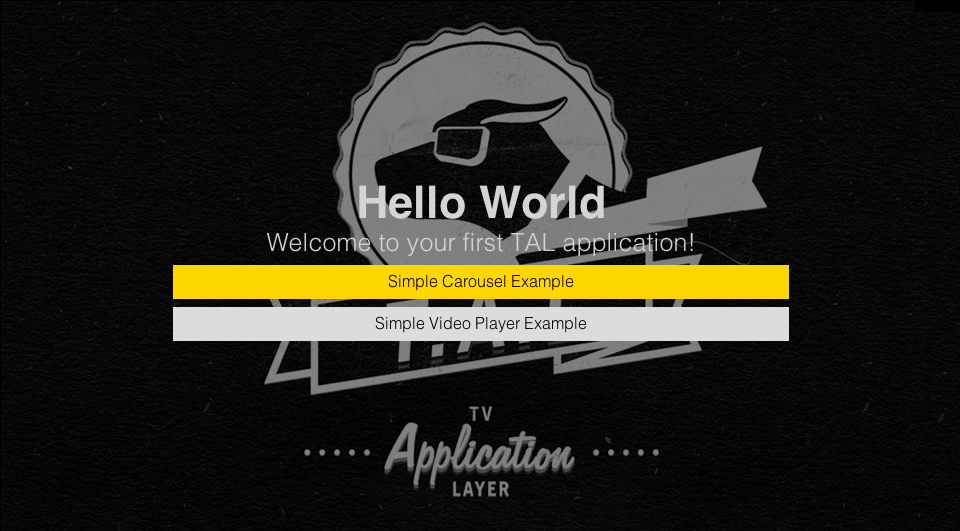 Hello World
Welcome to your first TAL application!
Simple Carousel Example
Simple Video Player Example
T.A.L
TV
Application
LAYER